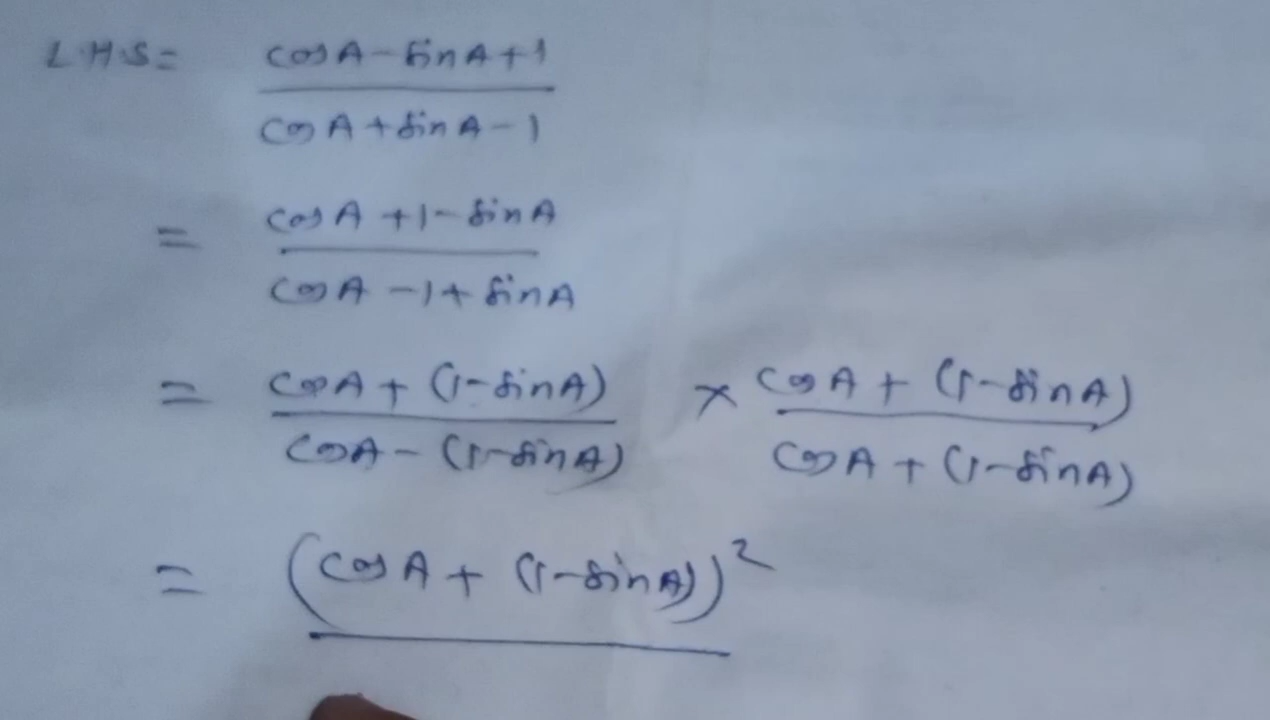 L.H.S = cosA - sinA + 1
cosA + sinA - 1
= cosA + 1 - sinA
cosA - 1 + sinA
= cosA + (1 - sinA) × cosA + (1 - sinA)
cosA - (1 - sinA) cosA + (1 - sinA)
= (cosA + (1 - sinA))²